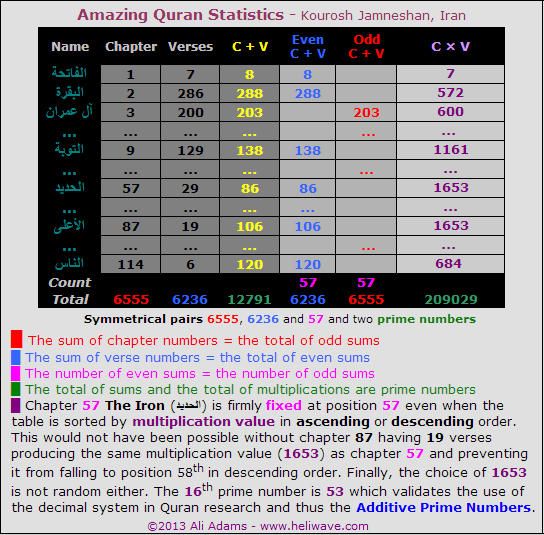 Amazing Quran Statistics - Kourosh Jamneshan, Iran
Name Chapter Verses C + V Even C + V Odd C + V C × V
الفاتحة 1 7 8 8 7
البقرة 2 286 288 288 572
آل عمران 3 200 203 203 600
... ... ... ... ... ...
التوبة 9 129 138 138 1161
... ... ... ... ... ...
الحديد 57 29 86 86 1653
... ... ... ... ... ...
الأعلى 87 19 106 106 1653
... ... ... ... ... ...
الناس 114 6 120 120 684
Count 57 57
Total 6555 6236 12791 6236 6555 209029
Symmetrical pairs 6555, 6236 and 57 and two prime numbers
The sum of chapter numbers = the total of odd sums
The sum of verse numbers = the total of even sums
The number of even sums = the number of odd sums
The total of sums and the total of multiplications are prime numbers
Chapter 57 The Iron (الحديد) is firmly fixed at position 57 even when the
table is sorted by multiplication value in ascending or descending order.
This would not have been possible without chapter 87 having 19 verses
producing the same multiplication value (1653) as chapter 57 and preventing
it from falling to position 58th in descending order. Finally, the choice of 1653
is not random either. The 16th prime number is 53 which validates the use of
the decimal system in Quran research and thus the Additive Prime Numbers.
©2013 Ali Adams - www.heliwave.com